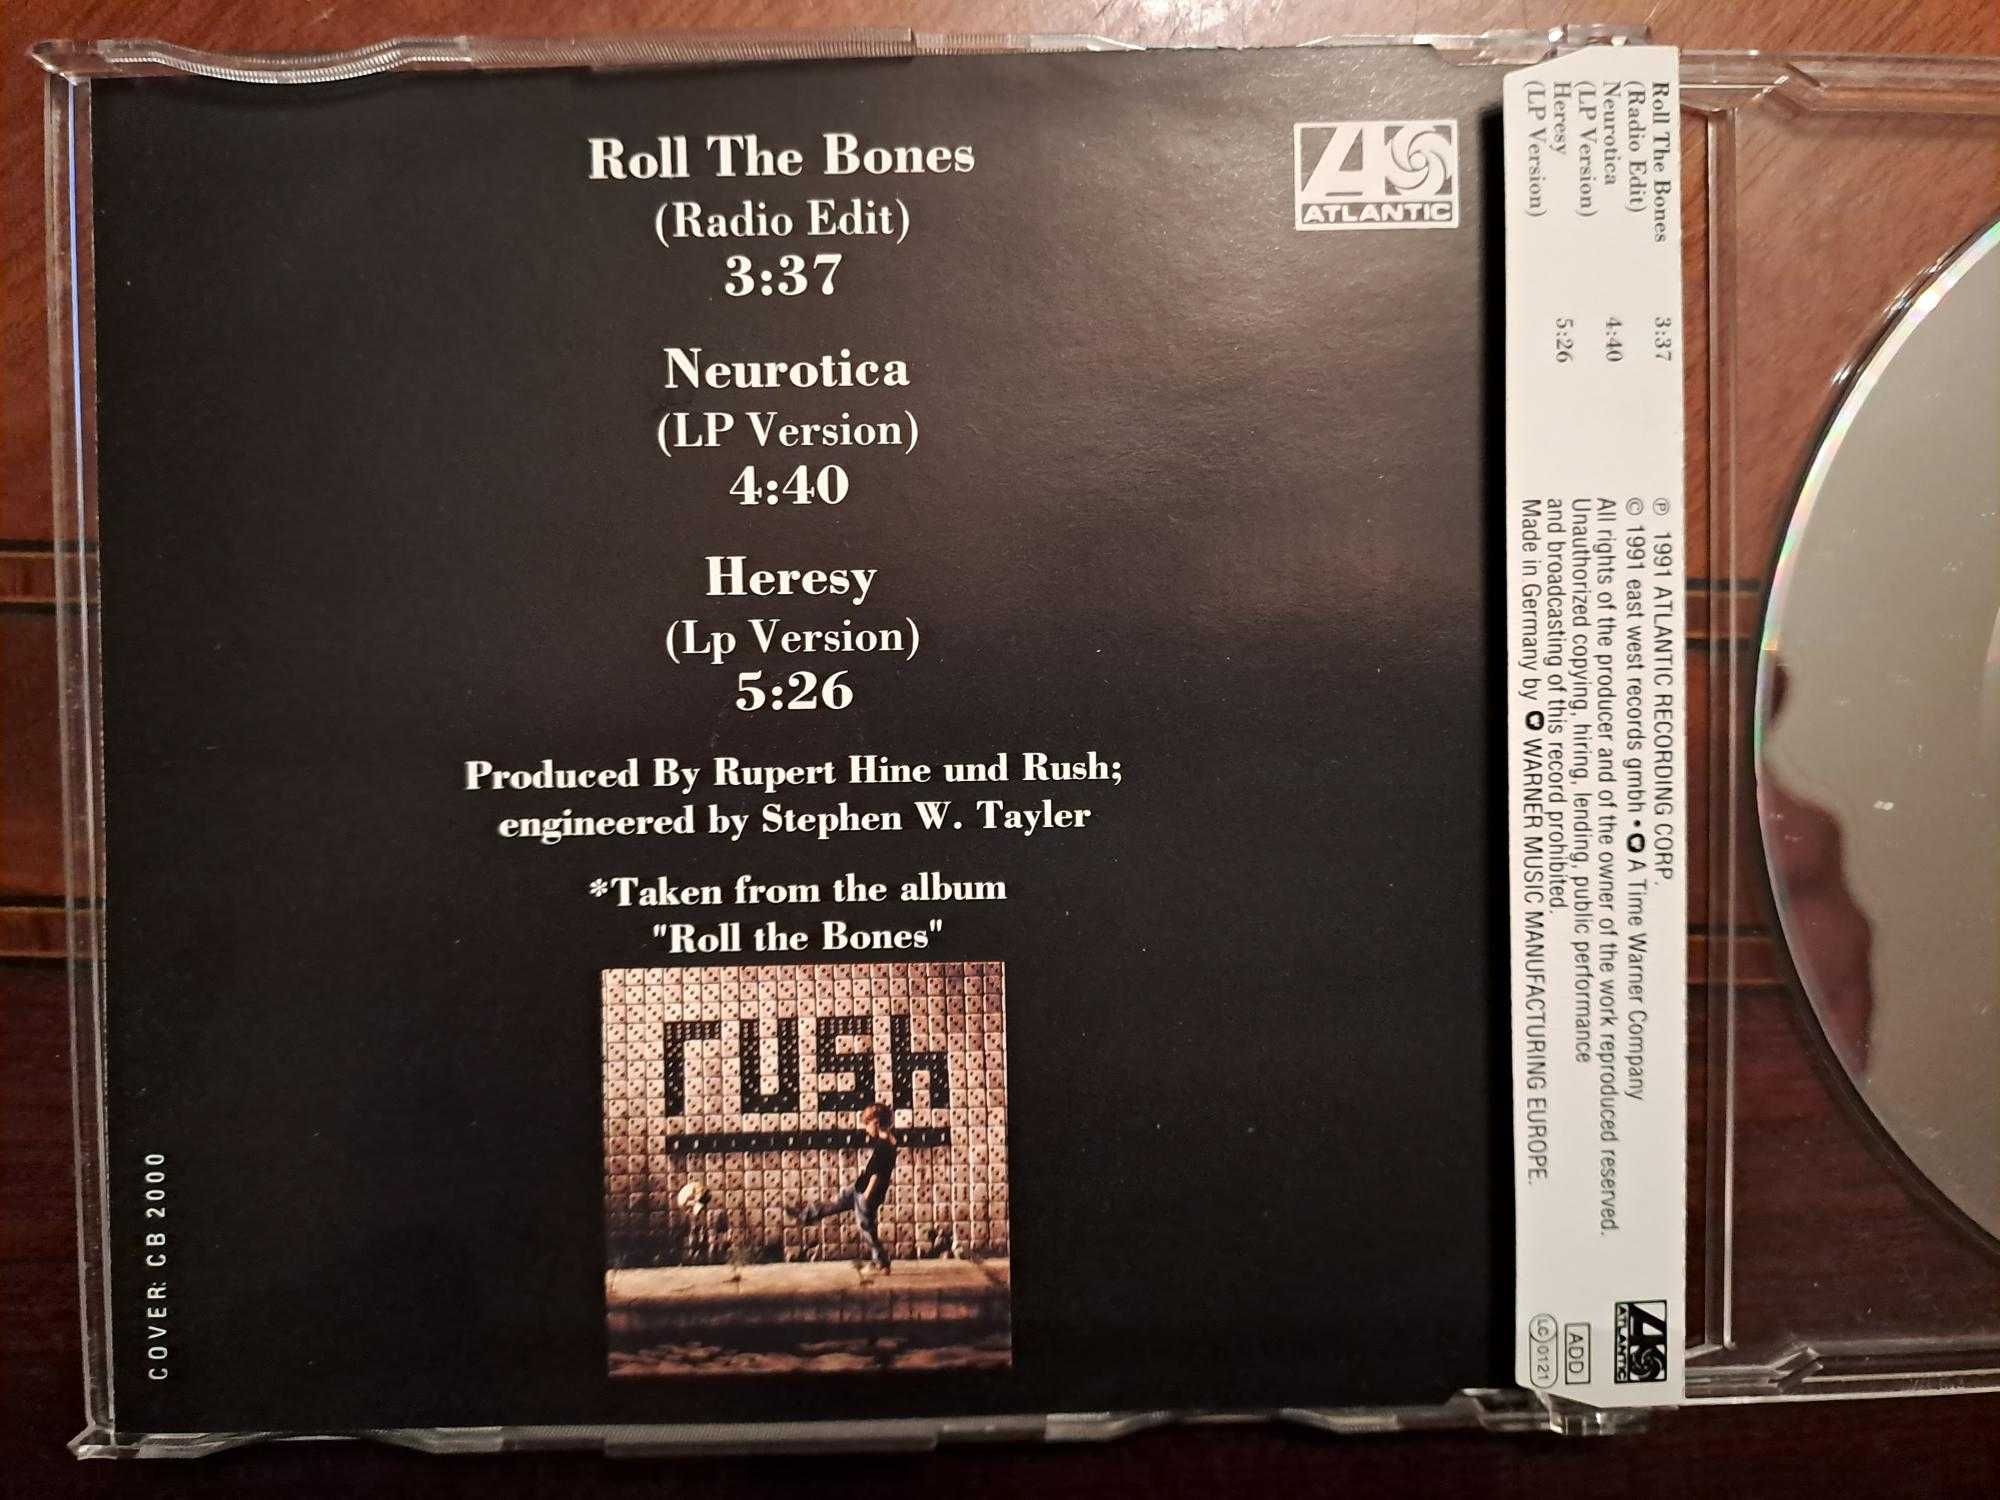 Roll The Bones
(Radio Edit)
3:37
Neurotica
(LP Version)
4:40
Heresy
(Lp Version)
5:26
Produced By Rupert Hine und Rush;
engineered by Stephen W. Tayler
*Taken from the album
"Roll the Bones"
rush
COVER: CB 2000
ATLANTIC
Roll The Bones 3:37
(Radio Edit)
Neurotica 4:40
(LP Version)
Heresy 5:26
(LP Version)
℗ 1991 ATLANTIC RECORDING CORP.
© 1991 east west records gmbh • A Time Warner Company
All rights of the producer and of the owner of the work reproduced reserved.
Unauthorized copying, hiring, lending, public performance
and broadcasting of this record prohibited.
Made in Germany by WARNER MUSIC MANUFACTURING EUROPE.
ATLANTIC
ADD
LC 0121